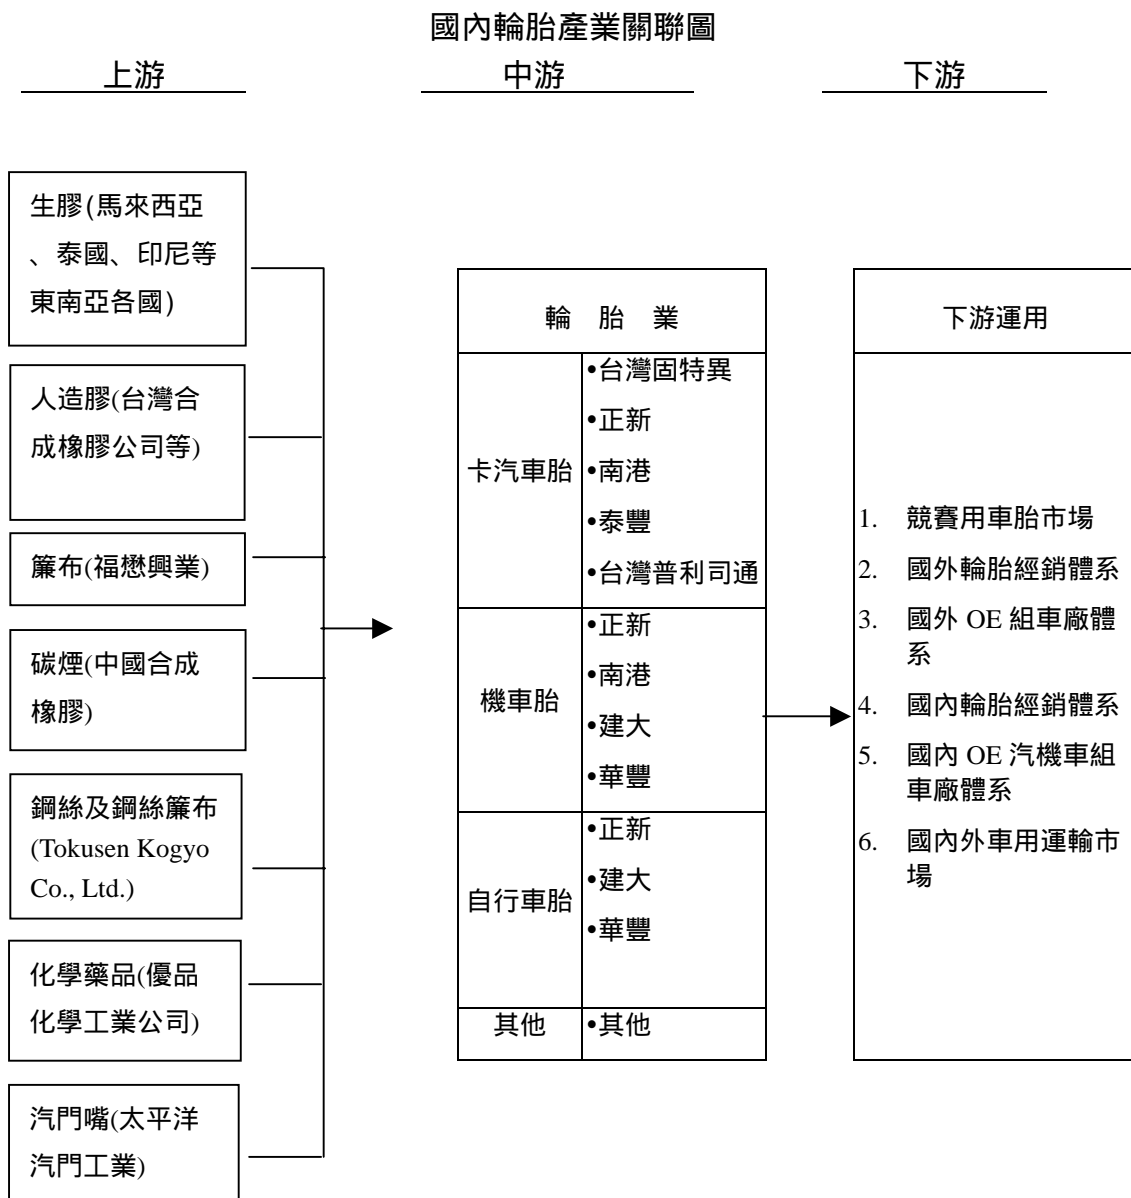 國內輪胎產業關聯圖
上游
中游
下游
生膠(馬來西亞
、泰國、印尼等
東南亞各國)
人造膠(台灣合
成橡膠公司等)
簾布(福懋興業)
碳煙(中國合成
橡膠)
鋼絲及鋼絲簾布
(Tokusen Kogyo
Co., Ltd.)
化學藥品(優品
化學工業公司)
汽門嘴(太平洋
汽門工業)
輪 胎 業
卡汽車胎
•台灣固特異
•正新
•南港
•泰豐
•台灣普利司通
機車胎
•正新
•南港
•建大
•華豐
自行車胎
•正新
•建大
•華豐
其他
•其他
下游運用
1. 競賽用車胎市場
2. 國外輪胎經銷體系
3. 國外 OE 組車廠體
系
4. 國內輪胎經銷體系
5. 國內 OE 汽機車組
車廠體系
6. 國內外車用運輸市
場